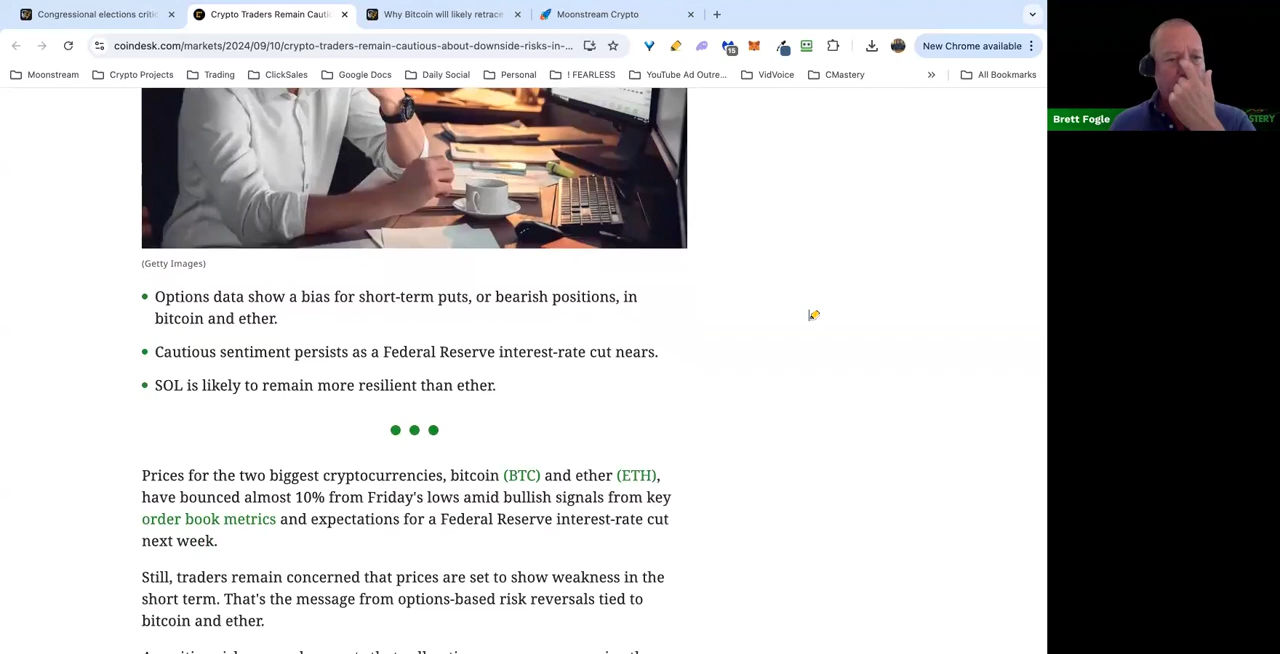 Congressional elections critic
Crypto Traders Remain Cauti
Why Bitcoin will likely retrace
Moonstream Crypto
coindesk.com/markets/2024/09/10/crypto-traders-remain-cautious-about-downside-risks-in-...
15
New Chrome available
Moonstream
Crypto Projects
Trading
ClickSales
Google Docs
Daily Social
Personal
! FEARLESS
YouTube Ad Outre...
VidVoice
CMastery
»
All Bookmarks
Brett Fogle
STERY
(Getty Images)
Options data show a bias for short-term puts, or bearish positions, in
bitcoin and ether.
Cautious sentiment persists as a Federal Reserve interest-rate cut nears.
SOL is likely to remain more resilient than ether.
Prices for the two biggest cryptocurrencies, bitcoin (BTC) and ether (ETH),
have bounced almost 10% from Friday's lows amid bullish signals from key
order book metrics and expectations for a Federal Reserve interest-rate cut
next week.
Still, traders remain concerned that prices are set to show weakness in the
short term. That's the message from options-based risk reversals tied to
bitcoin and ether.